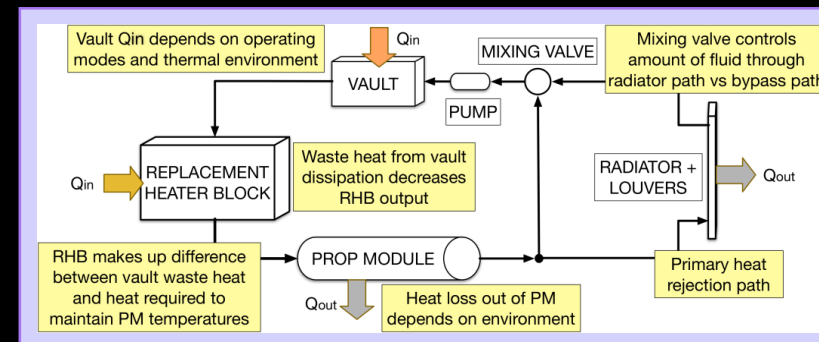 Vault Qin depends on operating
modes and thermal environment
Qin
MIXING VALVE
Mixing valve controls
amount of fluid through
radiator path vs bypass path
VAULT
PUMP
Qin
REPLACEMENT
HEATER BLOCK
Waste heat from vault
dissipation decreases
RHB output
RADIATOR +
LOUVERS
Qout
RHB makes up difference
between vault waste heat
and heat required to
maintain PM temperatures
PROP MODULE
Qout
Heat loss out of PM
depends on environment
Primary heat
rejection path